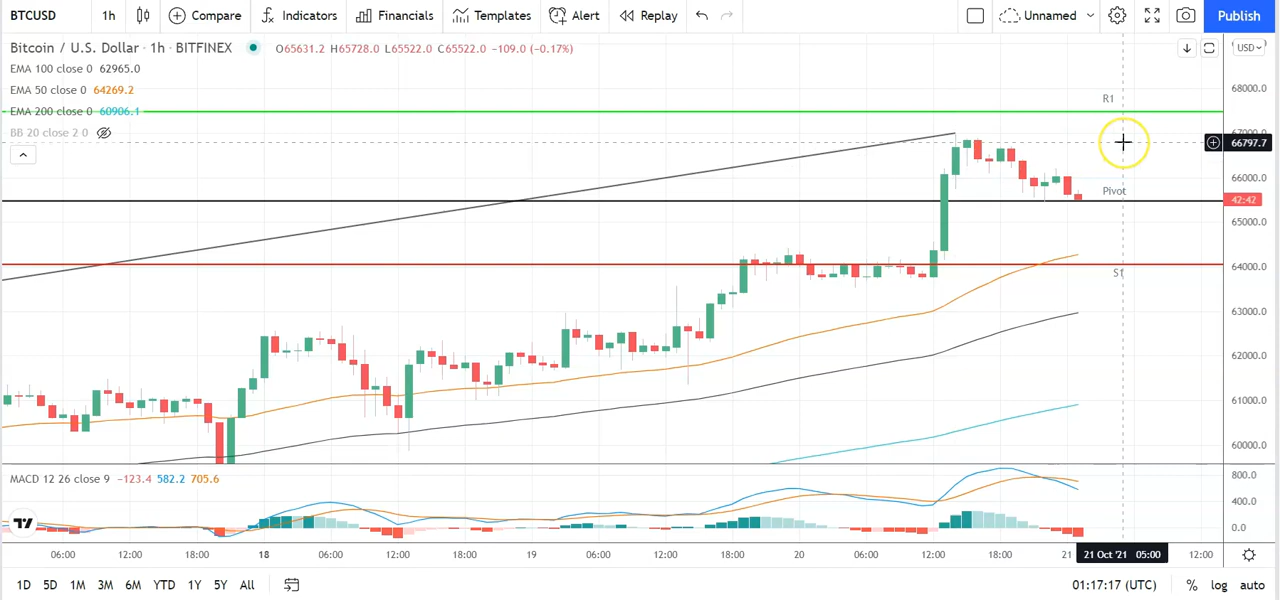 BTCUSD 1h Compare Indicators Financials Templates Alert Replay Unnamed Publish
Bitcoin / U.S. Dollar · 1h · BITFINEX O65631.2 H65728.0 L65522.0 C65522.0 −109.0 (−0.17%)
USD
EMA 100 close 0 62965.0
EMA 50 close 0 64269.2
EMA 200 close 0 60906.1
BB 20 close 2 0
R1
Pivot
S1
68000.0
67000.0
66797.7
66000.0
42:42
65000.0
64000.0
63000.0
62000.0
61000.0
60000.0
MACD 12 26 close 9 −123.4 582.2 705.6
800.0
400.0
0.0
06:00 12:00 18:00 18 06:00 12:00 18:00 19 06:00 12:00 18:00 20 06:00 12:00 18:00 21 21 Oct '21 05:00 12:00
1D 5D 1M 3M 6M YTD 1Y 5Y All 01:17:17 (UTC) % log auto